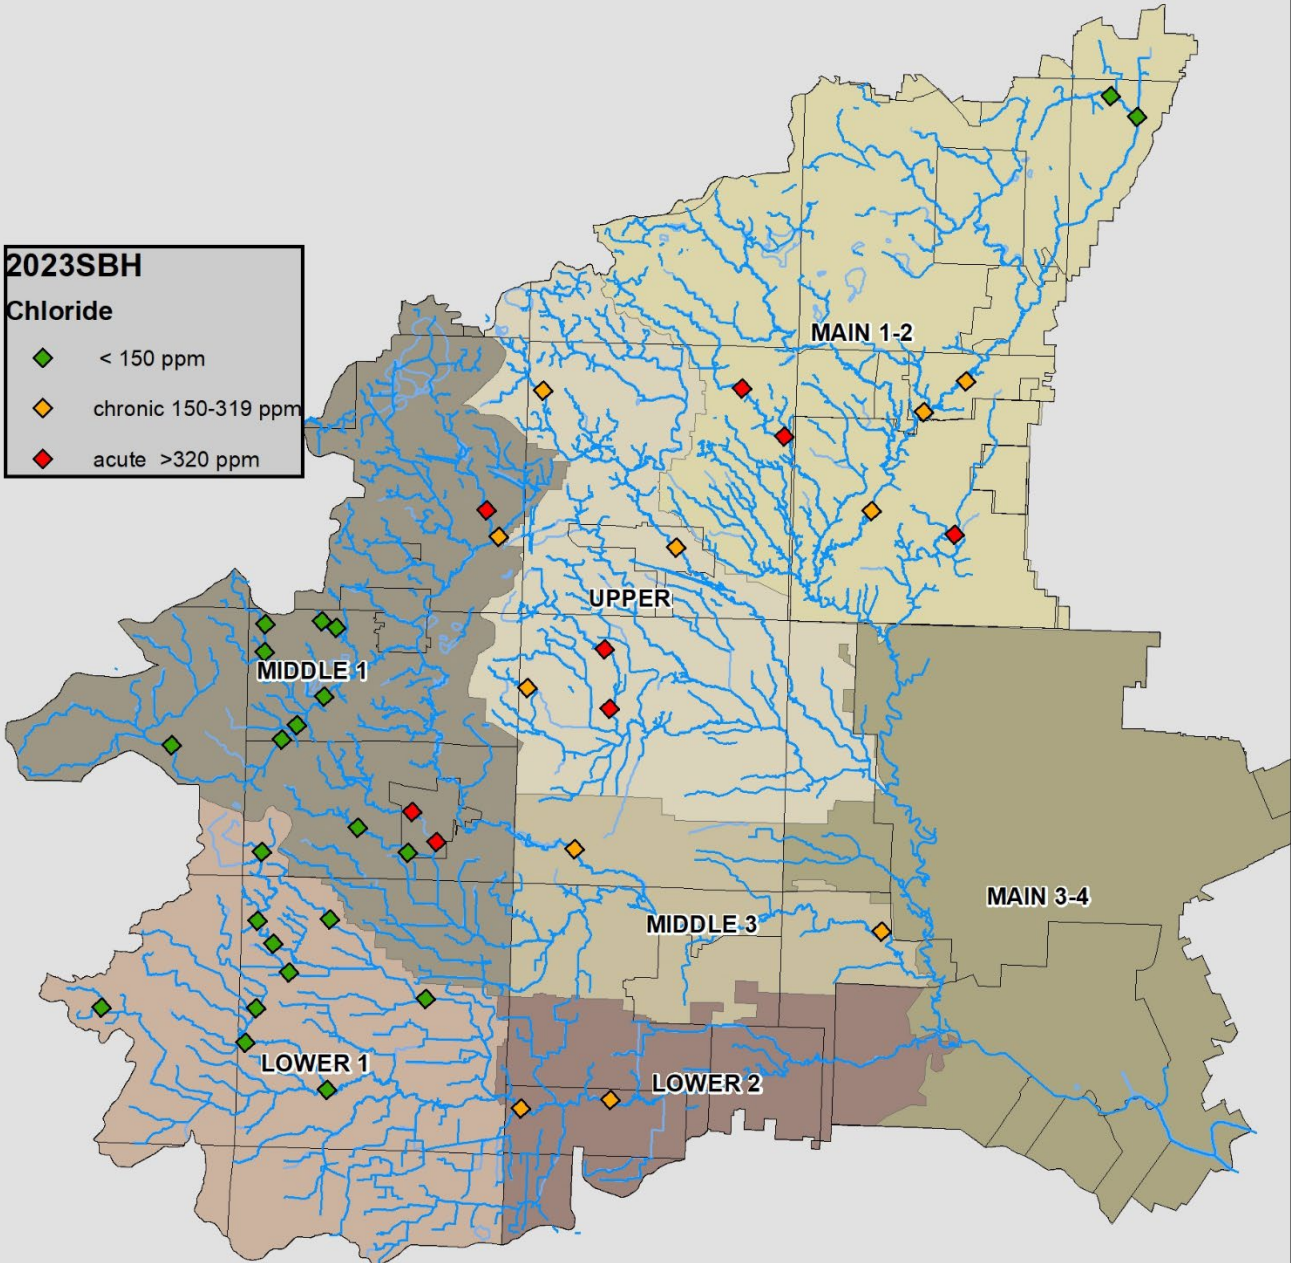 2023SBH
Chloride
< 150 ppm
chronic 150-319 ppm
acute >320 ppm
MAIN 1-2
UPPER
MIDDLE 1
MAIN 3-4
MIDDLE 3
LOWER 1
LOWER 2